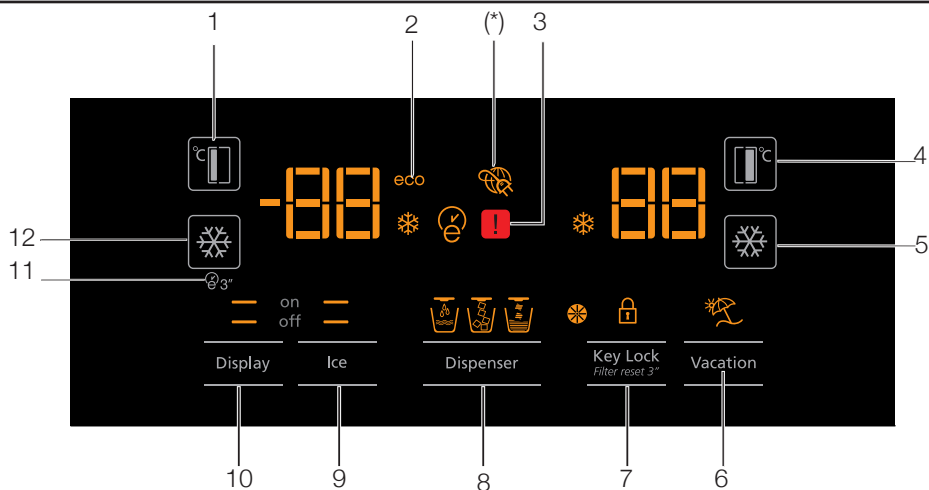 1
2
(*)
3
°C
°C
-88
eco
88
4
12
5
11
e
e 3"
on
off
Display
Ice
Dispenser
Key Lock
Filter reset 3"
Vacation
10
9
8
7
6